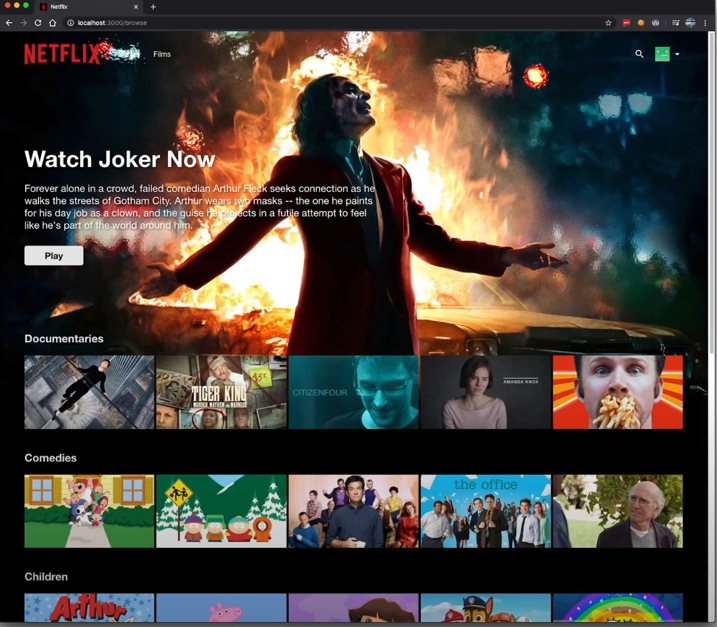 Netflix
localhost:3000/browse
NETFLIX
Films
Watch Joker Now
Forever alone in a crowd, failed comedian Arthur Fleck seeks connection as he
walks the streets of Gotham City. Arthur wears two masks -- the one he paints
for his day job as a clown, and the guise he projects in a futile attempt to feel
like he's part of the world around him.
Play
Documentaries
TIGER KING
MURDER, MAYHEM AND MADNESS
CITIZENFOUR
AMANDA KNOX
Comedies
the office
Children
Arthur